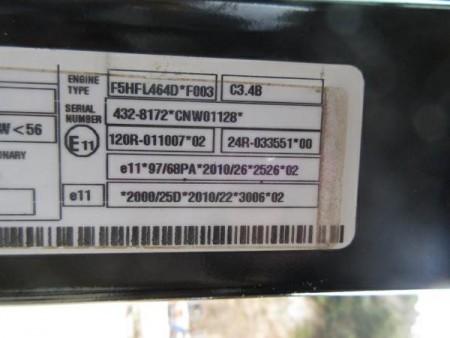 ENGINE TYPE F5HFL464D*F003 C3.4B
SERIAL NUMBER 432-8172*CNW01128*
E11 120R-011007*02 24R-033551*00
W<56
e11*97/68PA*2010/26*2526*02
ONARY
e11 *2000/25D*2010/22*3006*02